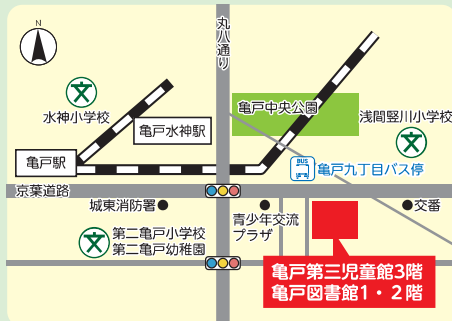 N
丸八通り
文
水神小学校
亀戸水神駅
亀戸中央公園
浅間竪川小学校
文
亀戸駅
BUS
亀戸九丁目バス停
京葉道路
城東消防署
青少年交流
プラザ
交番
文
第二亀戸小学校
第二亀戸幼稚園
亀戸第三児童館3階
亀戸図書館1・2階